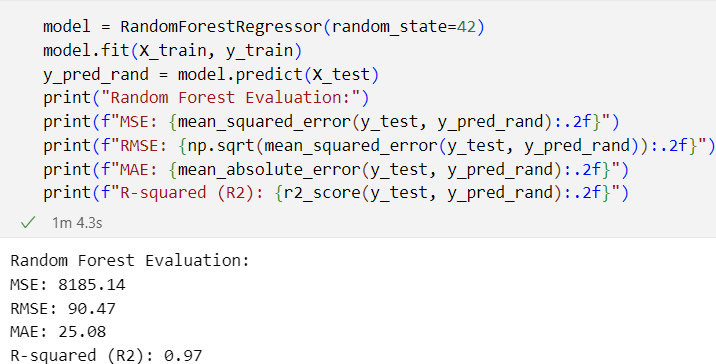 model = RandomForestRegressor(random_state=42)
model.fit(X_train, y_train)
y_pred_rand = model.predict(X_test)
print("Random Forest Evaluation:")
print(f"MSE: {mean_squared_error(y_test, y_pred_rand):.2f}")
print(f"RMSE: {np.sqrt(mean_squared_error(y_test, y_pred_rand)):.2f}")
print(f"MAE: {mean_absolute_error(y_test, y_pred_rand):.2f}")
print(f"R-squared (R2): {r2_score(y_test, y_pred_rand):.2f}")
✓ 1m 4.3s
Random Forest Evaluation:
MSE: 8185.14
RMSE: 90.47
MAE: 25.08
R-squared (R2): 0.97